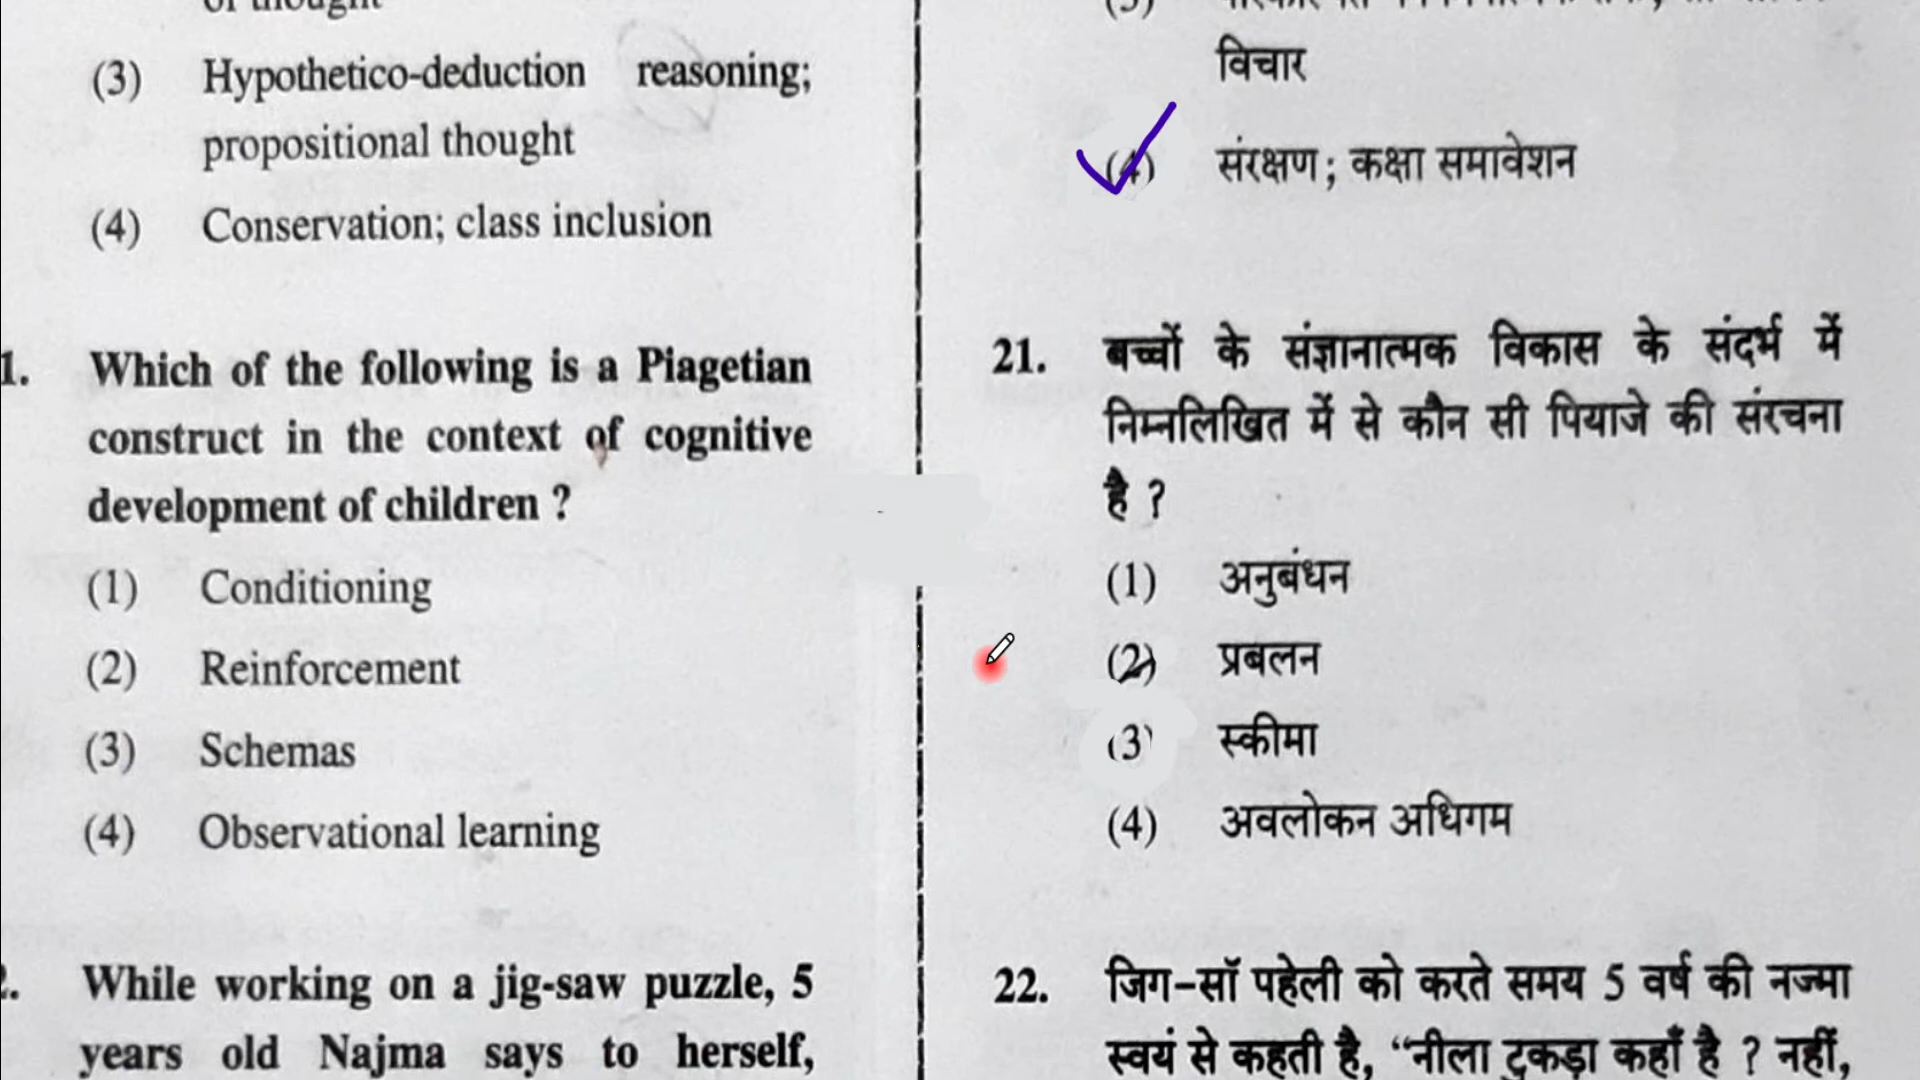 (3) Hypothetico-deduction reasoning;
propositional thought
(4) Conservation; class inclusion
1. Which of the following is a Piagetian
construct in the context of cognitive
development of children ?
(1) Conditioning
(2) Reinforcement
(3) Schemas
(4) Observational learning
While working on a jig-saw puzzle, 5
years old Najma says to herself,
विचार
(4) संरक्षण; कक्षा समावेशन
21. बच्चों के संज्ञानात्मक विकास के संदर्भ में
निम्नलिखित में से कौन सी पियाजे की संरचना
है ?
(1) अनुबंधन
(2) प्रबलन
(3) स्कीमा
(4) अवलोकन अधिगम
22. जिग-सॉ पहेली को करते समय 5 वर्ष की नज्मा
स्वयं से कहती है, “नीला टुकड़ा कहाँ है ? नहीं,